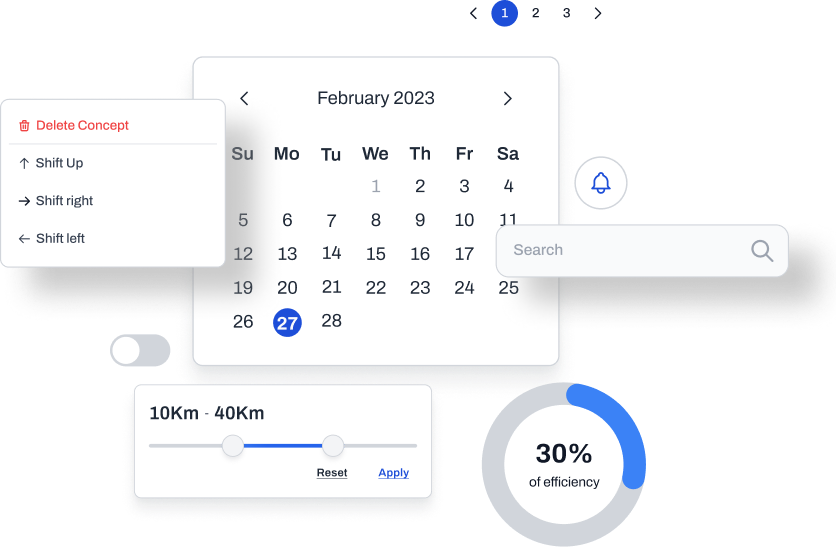 1 2 3
February 2023
Su Mo Tu We Th Fr Sa
1 2 3 4
5 6 7 8 9 10 11
12 13 14 15 16 17
19 20 21 22 23 24 25
26 27 28
Delete Concept
Shift Up
Shift right
Shift left
Search
10Km - 40Km
Reset Apply
30%
of efficiency